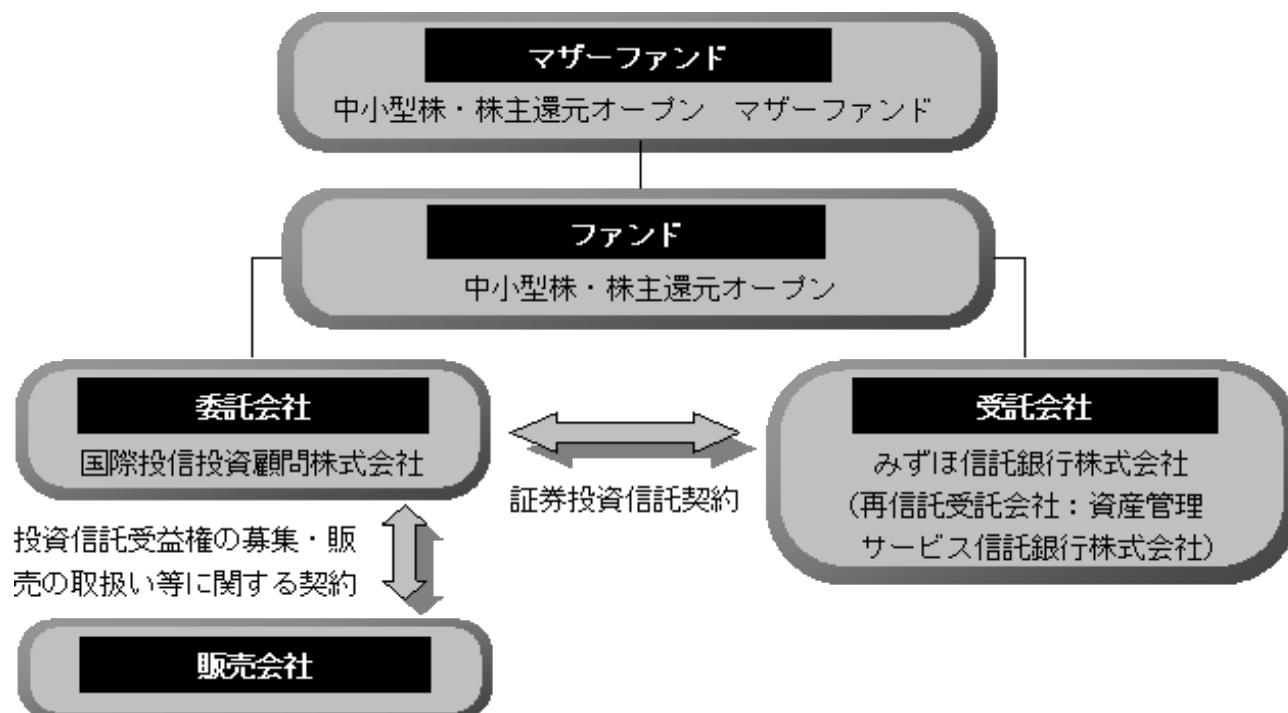 マザーファンド
中小型株・株主還元オープン　マザーファンド
ファンド
中小型株・株主還元オープン
委託会社
国際投信投資顧問株式会社
受託会社
みずほ信託銀行株式会社
（再信託受託会社：資産管理
サービス信託銀行株式会社）
証券投資信託契約
投資信託受益権の募集・販
売の取扱い等に関する契約
販売会社